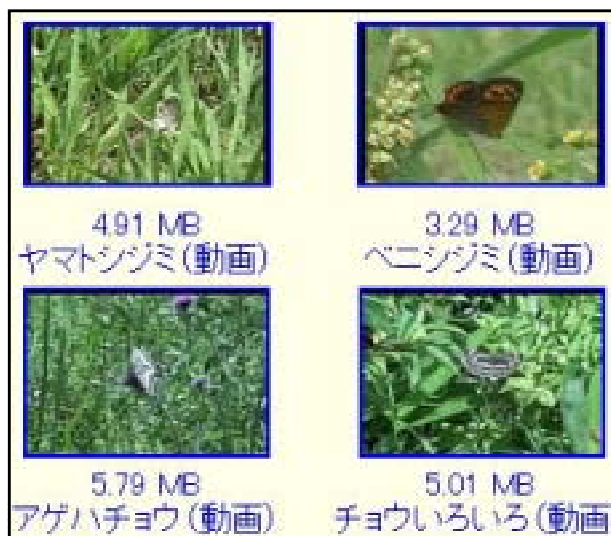 4.91 MB
3.29 MB
ヤマトシジミ(動画)
ベニシジミ(動画)
5.79 MB
5.01 MB
アゲハチョウ(動画)
チョウいろいろ(動画